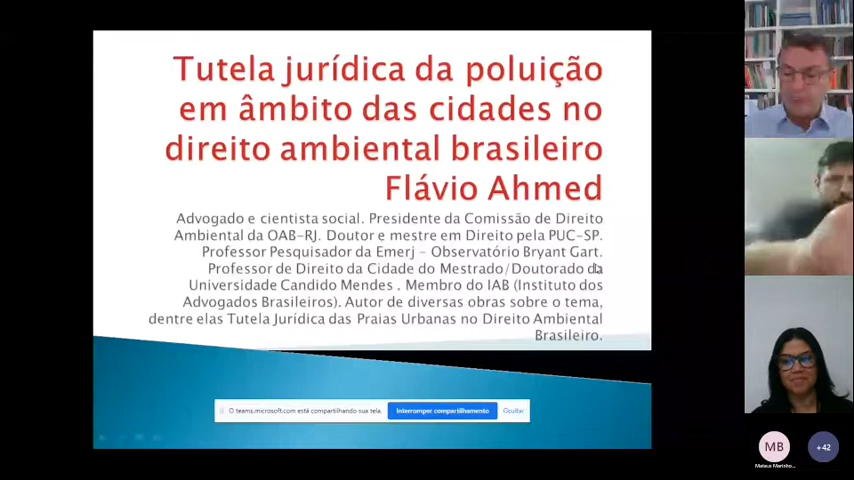 Tutela jurídica da poluição
em âmbito das cidades no
direito ambiental brasileiro
Flávio Ahmed
Advogado e cientista social. Presidente da Comissão de Direito
Ambiental da OAB-RJ. Doutor e mestre em Direito pela PUC-SP.
Professor Pesquisador da Emerj - Observatório Bryant Gart.
Professor de Direito da Cidade do Mestrado/Doutorado da
Universidade Candido Mendes . Membro do IAB (Instituto dos
Advogados Brasileiros). Autor de diversas obras sobre o tema,
dentre elas Tutela Jurídica das Praias Urbanas no Direito Ambiental
Brasileiro.
O teams.microsoft.com está compartilhando sua tela. Interromper compartilhamento Ocultar
MB +42
Mateus Marinho...